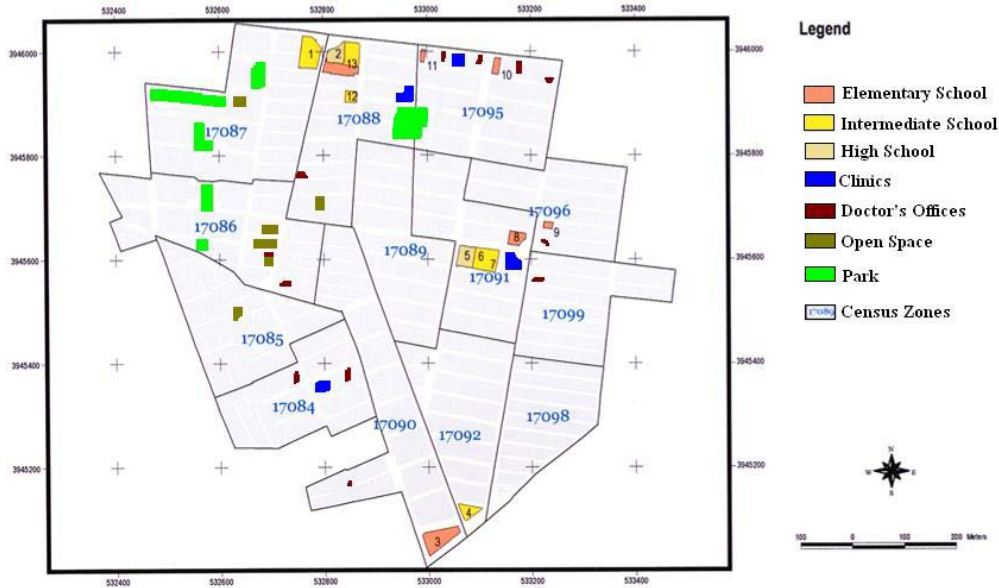 532400 532600 532800 533000 533200 533400
3946000 3946000
1 2 13 11 10
12
17088 17095
17087
3945800 3945800
17086 17096
9
8
17089 5 6 7
17091
3945600 3945600
17099
17085
3945400 3945400
17084 17098
17090 17092
3945200 3945200
4
3
532400 532600 532800 533000 533200 533400
Legend
Elementary School
Intermediate School
High School
Clinics
Doctor's Offices
Open Space
Park
17089 Census Zones
N
W E
S
100 0 100 200 Meters